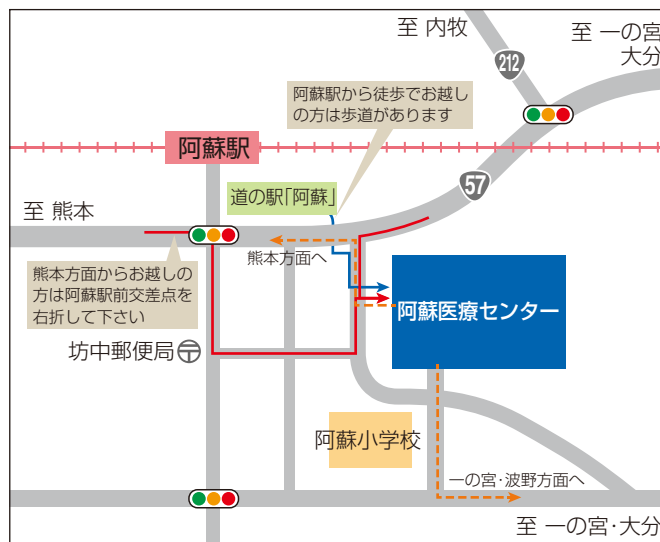 至 内牧
至 一の宮
大分
212
阿蘇駅から徒歩でお越し
の方は歩道があります
阿蘇駅
57
道の駅「阿蘇」
至 熊本
熊本方面へ
熊本方面からお越しの
方は阿蘇駅前交差点を
右折して下さい
阿蘇医療センター
坊中郵便局〶
阿蘇小学校
一の宮・波野方面へ
至 一の宮・大分